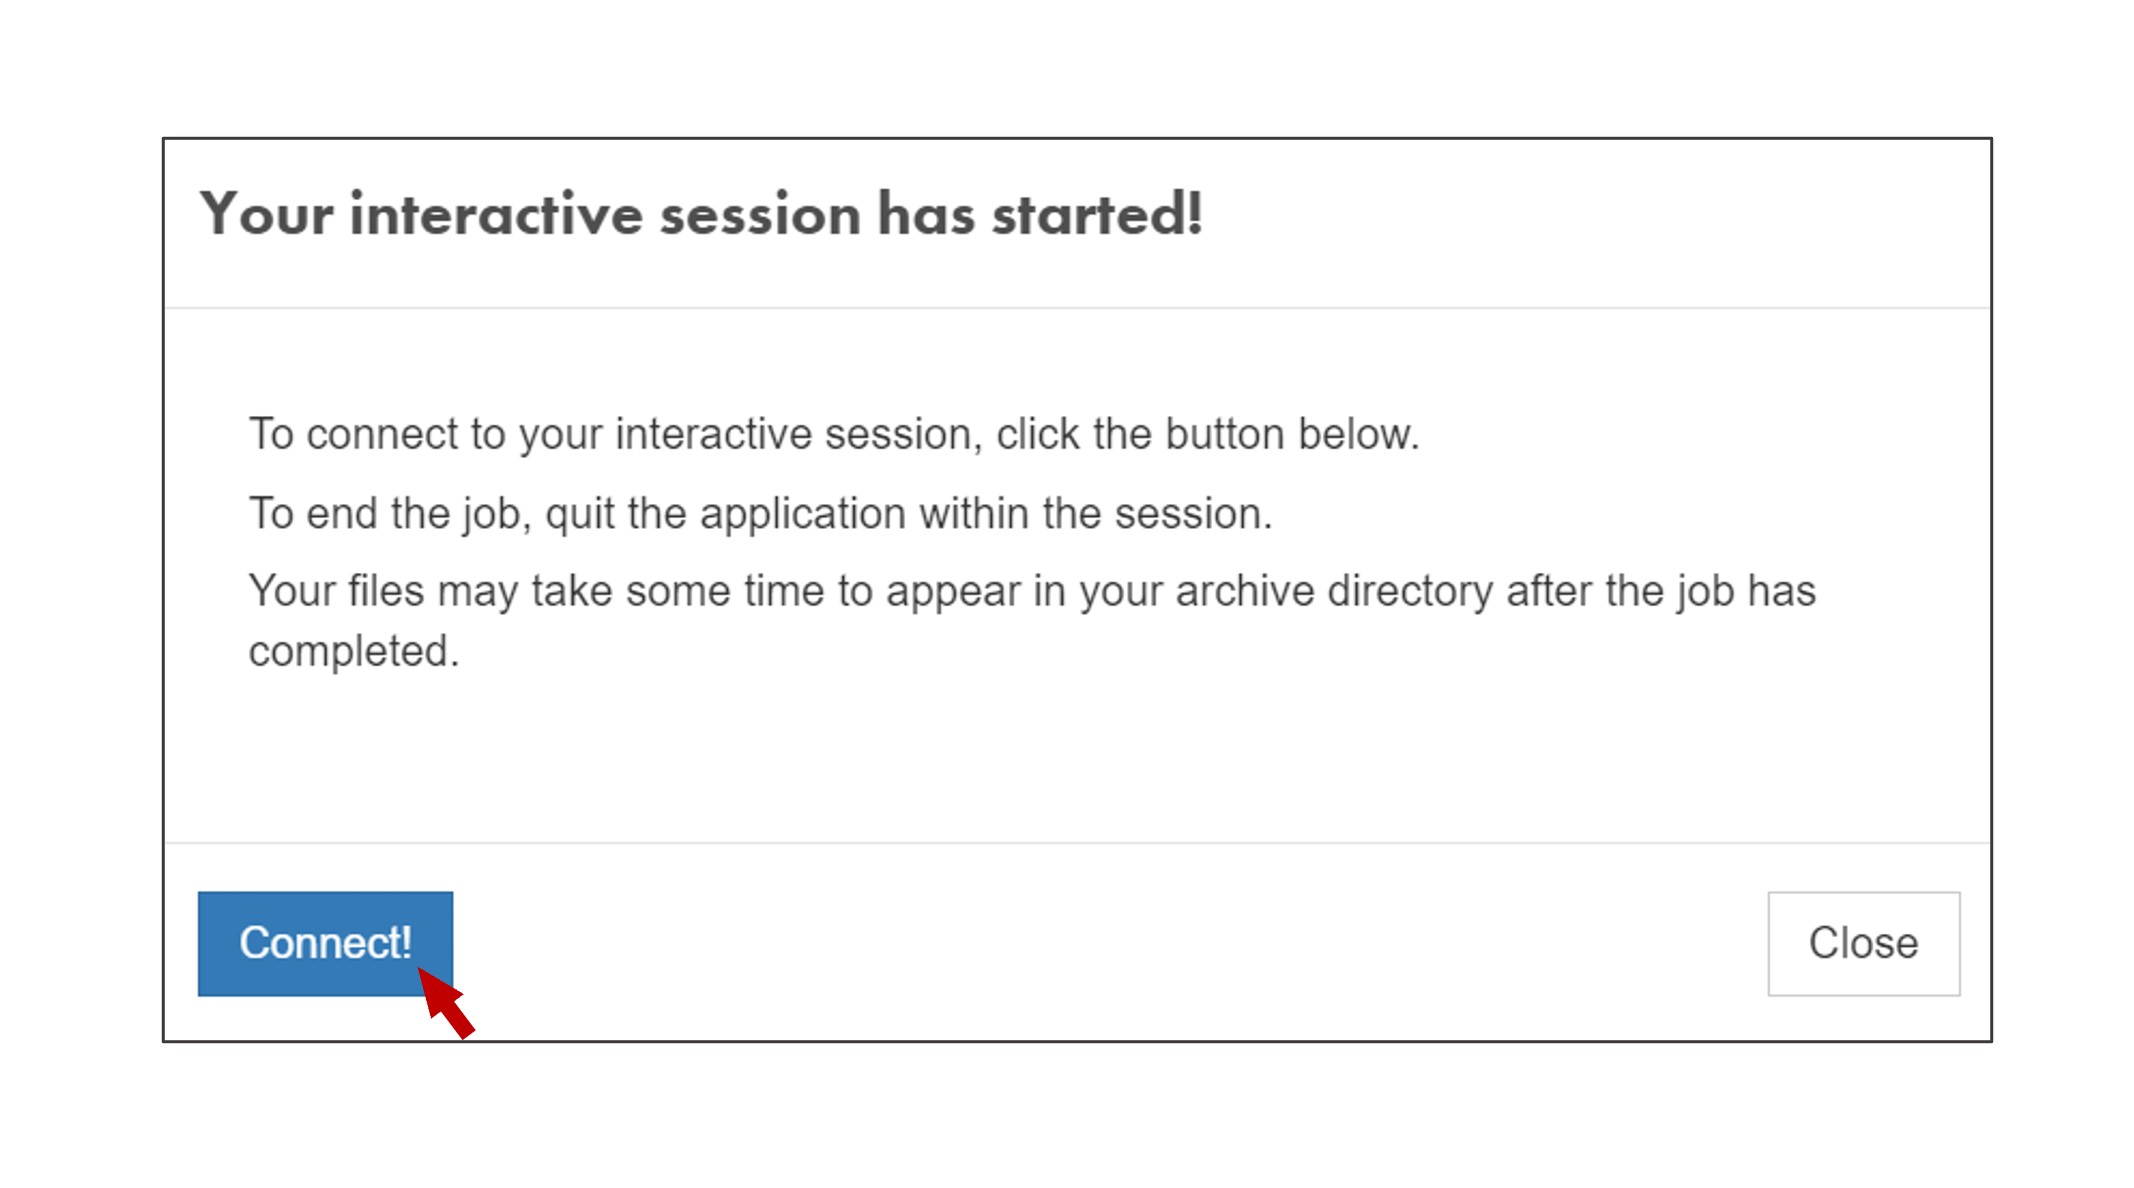 Your interactive session has started!
To connect to your interactive session, click the button below.
To end the job, quit the application within the session.
Your files may take some time to appear in your archive directory after the job has
completed.
Connect!
Close